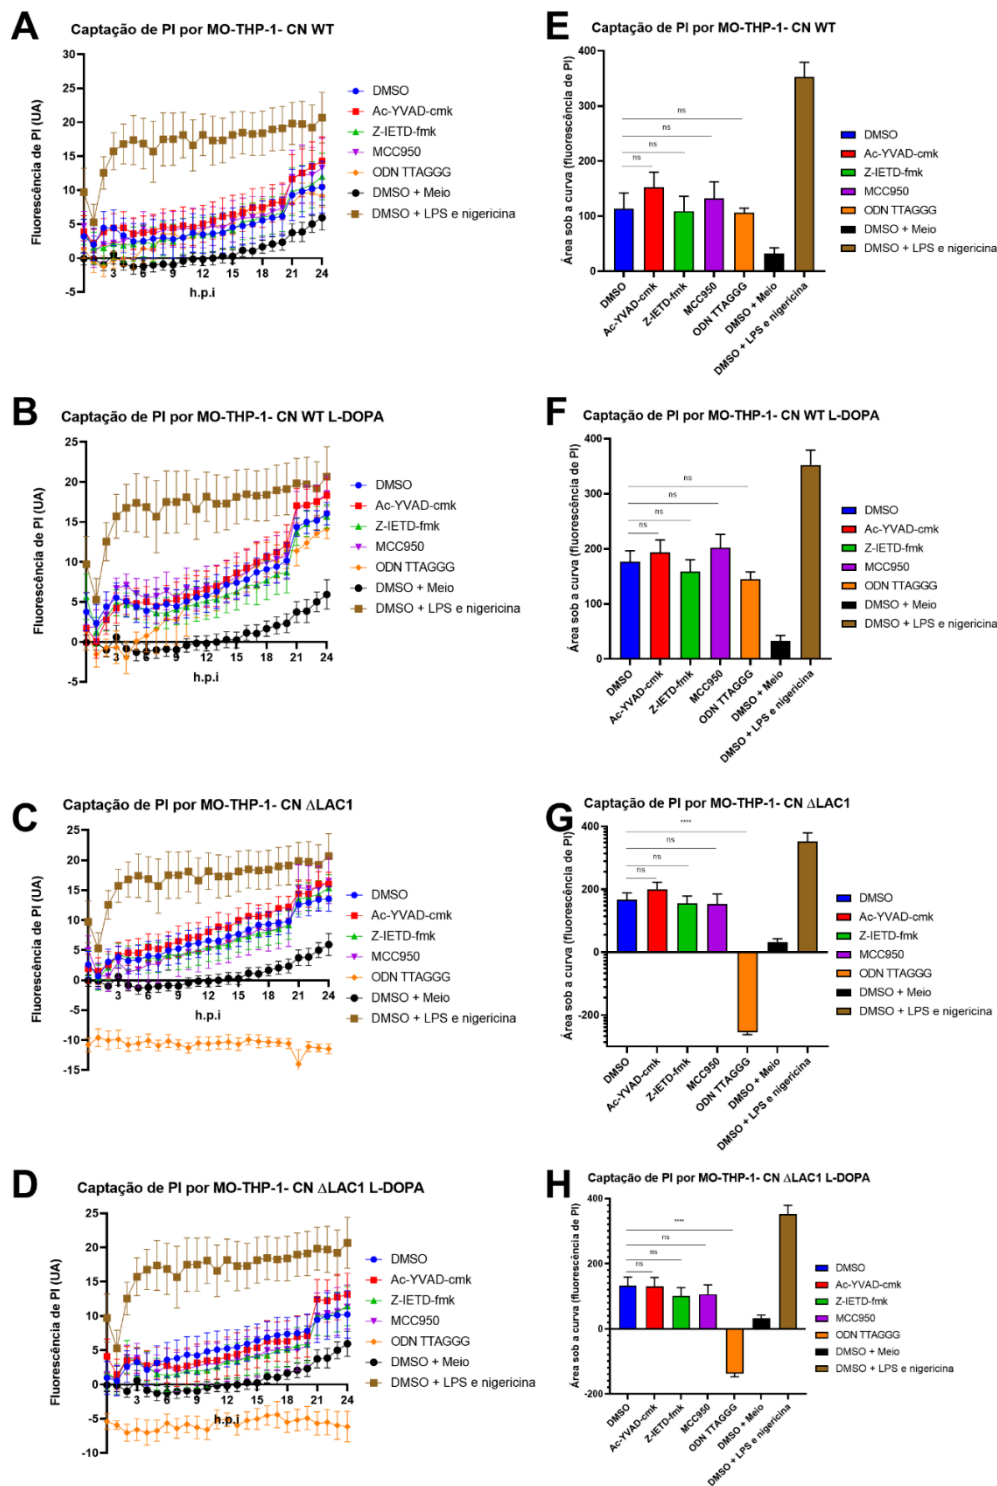 A
Captação de PI por MO-THP-1- CN WT
Fluorescência de PI (UA)
30
25
20
15
10
5
0
-5
3 6 9 12 15 18 21 24
h.p.i
DMSO
Ac-YVAD-cmk
Z-IETD-fmk
MCC950
ODN TTAGGG
DMSO + Meio
DMSO + LPS e nigericina
E
Captação de PI por MO-THP-1- CN WT
Área sob a curva (fluorescência de PI)
400
300
200
100
0
ns
ns
ns
ns
DMSO
Ac-YVAD-cmk
Z-IETD-fmk
MCC950
ODN TTAGGG
DMSO + Meio
DMSO + LPS e nigericina
DMSO
Ac-YVAD-cmk
Z-IETD-fmk
MCC950
ODN TTAGGG
DMSO + Meio
DMSO + LPS e nigericina
B
Captação de PI por MO-THP-1- CN WT L-DOPA
Fluorescência de PI (UA)
25
20
15
10
5
0
-5
3 6 9 12 15 18 21 24
h.p.i
DMSO
Ac-YVAD-cmk
Z-IETD-fmk
MCC950
ODN TTAGGG
DMSO + Meio
DMSO + LPS e nigericina
F
Captação de PI por MO-THP-1- CN WT L-DOPA
Área sob a curva (fluorescência de PI)
400
300
200
100
0
ns
ns
ns
ns
DMSO
Ac-YVAD-cmk
Z-IETD-fmk
MCC950
ODN TTAGGG
DMSO + Meio
DMSO + LPS e nigericina
DMSO
Ac-YVAD-cmk
Z-IETD-fmk
MCC950
ODN TTAGGG
DMSO + Meio
DMSO + LPS e nigericina
C
Captação de PI por MO-THP-1- CN ΔLAC1
Fluorescência de PI (UA)
25
20
15
10
5
0
-5
-10
-15
3 6 9 12 15 18 21 24
h.p.i
DMSO
Ac-YVAD-cmk
Z-IETD-fmk
MCC950
ODN TTAGGG
DMSO + Meio
DMSO + LPS e nigericina
G
Captação de PI por MO-THP-1- CN ΔLAC1
Área sob a curva (fluorescência de PI)
400
200
0
-200
****
ns
ns
ns
DMSO
Ac-YVAD-cmk
Z-IETD-fmk
MCC950
ODN TTAGGG
DMSO + Meio
DMSO + LPS e nigericina
DMSO
Ac-YVAD-cmk
Z-IETD-fmk
MCC950
ODN TTAGGG
DMSO + Meio
DMSO + LPS e nigericina
D
Captação de PI por MO-THP-1- CN ΔLAC1 L-DOPA
Fluorescência de PI (UA)
25
20
15
10
5
0
-5
-10
3 6 9 12 15 18 21 24
h.p.i
DMSO
Ac-YVAD-cmk
Z-IETD-fmk
MCC950
ODN TTAGGG
DMSO + Meio
DMSO + LPS e nigericina
H
Captação de PI por MO-THP-1- CN ΔLAC1 L-DOPA
Área sob a curva (fluorescência de PI)
400
200
0
-200
****
ns
ns
ns
DMSO
Ac-YVAD-cmk
Z-IETD-fmk
MCC950
ODN TTAGGG
DMSO + Meio
DMSO + LPS e nigericina
DMSO
Ac-YVAD-cmk
Z-IETD-fmk
MCC950
ODN TTAGGG
DMSO + Meio
DMSO + LPS e nigericina